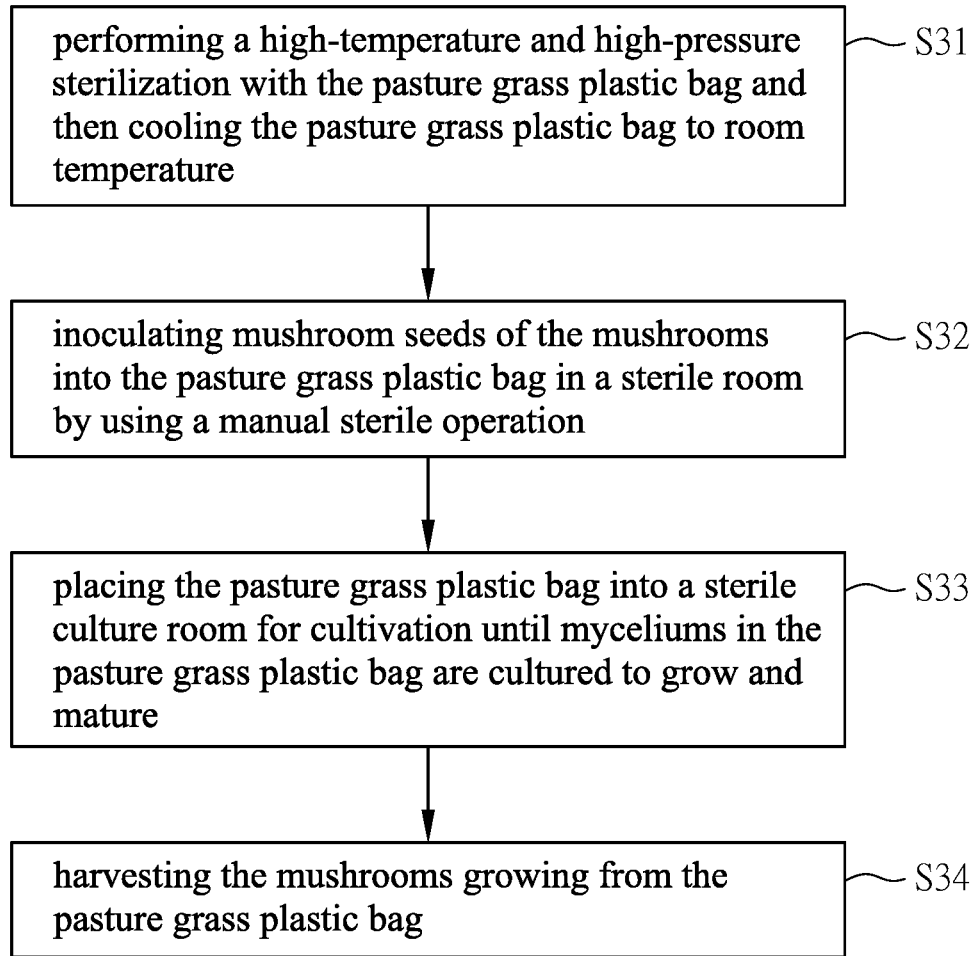 performing a high-temperature and high-pressure
sterilization with the pasture grass plastic bag and
then cooling the pasture grass plastic bag to room
temperature
S31
inoculating mushroom seeds of the mushrooms
into the pasture grass plastic bag in a sterile room
by using a manual sterile operation
S32
placing the pasture grass plastic bag into a sterile
culture room for cultivation until myceliums in the
pasture grass plastic bag are cultured to grow and
mature
S33
harvesting the mushrooms growing from the
pasture grass plastic bag
S34